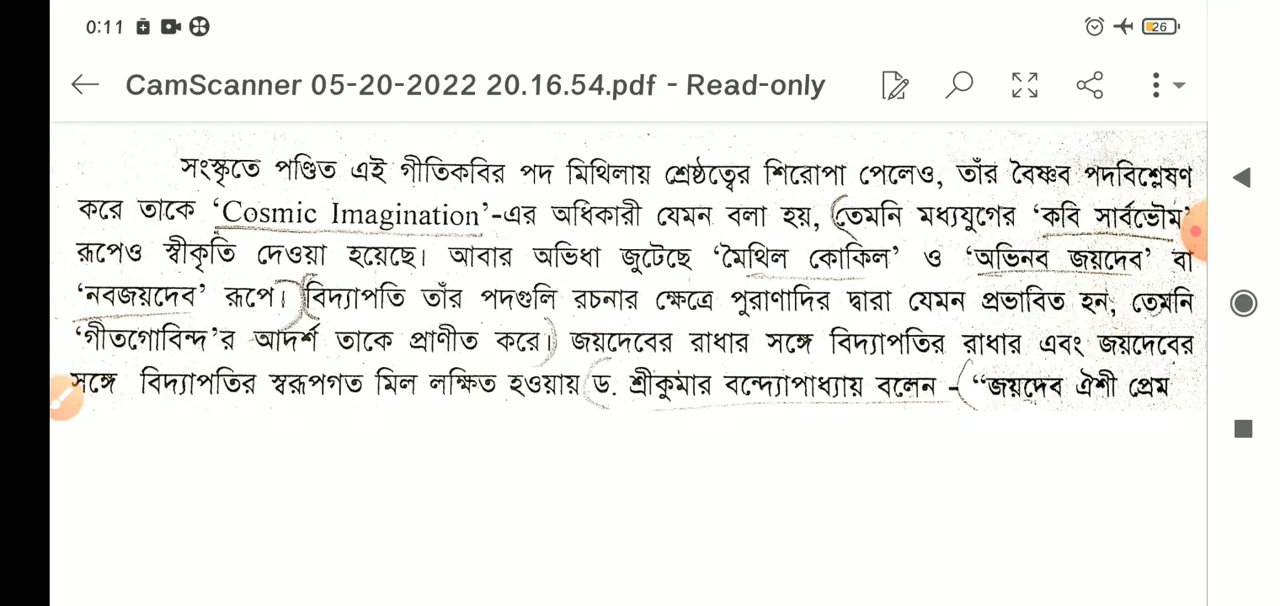 0:11
26
CamScanner 05-20-2022 20.16.54.pdf - Read-only
সংস্কৃতে পণ্ডিত এই গীতিকবির পদ মিথিলায় শ্রেষ্ঠত্বের শিরোপা পেলেও, তাঁর বৈষ্ণব পদবিশ্লেষণ
করে তাকে ‘Cosmic Imagination’-এর অধিকারী যেমন বলা হয়, তেমনি মধ্যযুগের ‘কবি সার্বভৌম’
রূপেও স্বীকৃতি দেওয়া হয়েছে। আবার অভিধা জুটেছে ‘মৈথিল কোকিল’ ও ‘অভিনব জয়দেব’ বা
‘নবজয়দেব’ রূপে। বিদ্যাপতি তাঁর পদগুলি রচনার ক্ষেত্রে পুরাণাদির দ্বারা যেমন প্রভাবিত হন, তেমনি
‘গীতগোবিন্দ’র আদর্শ তাকে প্রাণীত করে। জয়দেবের রাধার সঙ্গে বিদ্যাপতির রাধার এবং জয়দেবের
সঙ্গে বিদ্যাপতির স্বরূপগত মিল লক্ষিত হওয়ায় ড. শ্রীকুমার বন্দ্যোপাধ্যায় বলেন - “জয়দেব ঐশী প্রেম